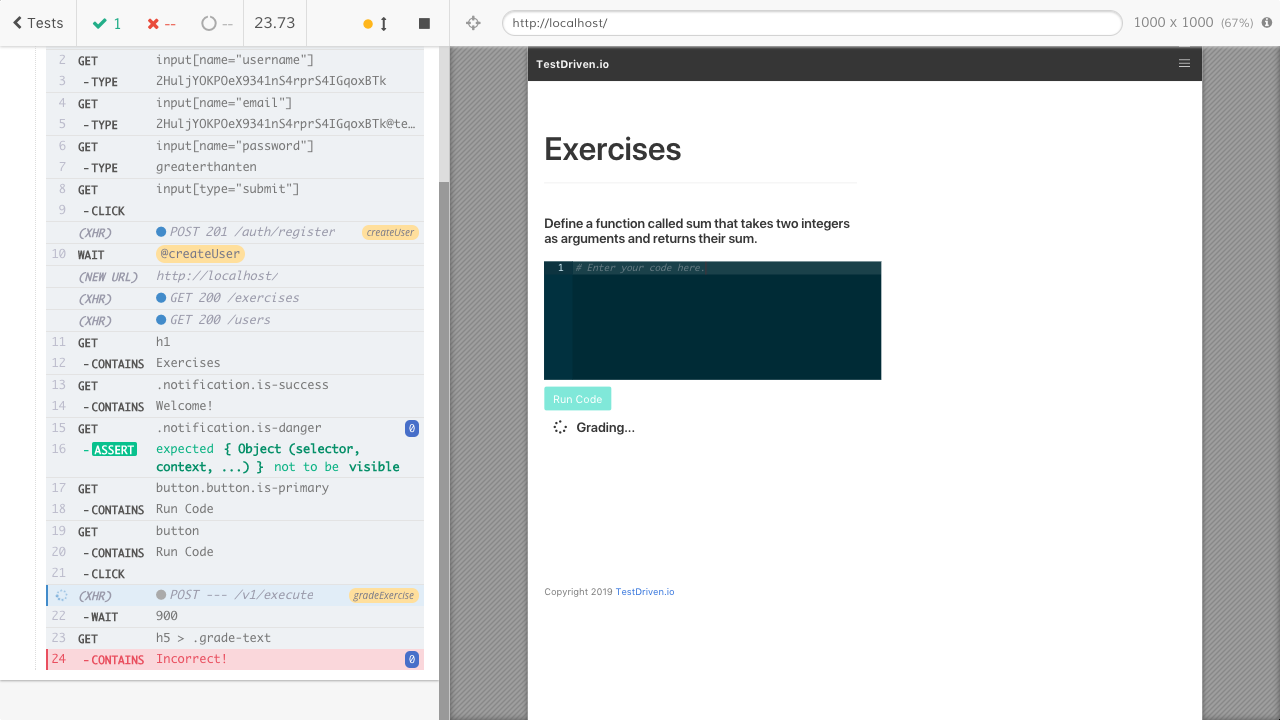 Tests
1
--
--
23.73
http://localhost/
1000 x 1000 (67%)
2 GET input[name="username"]
3 -TYPE ZHuljYOKPOeX9341nS4rprS4IGqoxBTk
4 GET input[name="email"]
5 -TYPE ZHuljYOKPOeX9341nS4rprS4IGqoxBTk@te…
6 GET input[name="password"]
7 -TYPE greaterthanten
8 GET input[type="submit"]
9 -CLICK
(XHR) POST 201 /auth/register createUser
10 WAIT @createUser
(NEW URL) http://localhost/
(XHR) GET 200 /exercises
(XHR) GET 200 /users
11 GET h1
12 -CONTAINS Exercises
13 GET .notification.is-success
14 -CONTAINS Welcome!
15 GET .notification.is-danger 0
16 -ASSERT expected { Object (selector,
context, ...) } not to be visible
17 GET button.button.is-primary
18 -CONTAINS Run Code
19 GET button
20 -CONTAINS Run Code
21 -CLICK
(XHR) POST --- /v1/execute gradeExercise
22 -WAIT 900
23 GET h5 > .grade-text
24 -CONTAINS Incorrect! 0
TestDriven.io
Exercises
Define a function called sum that takes two integers
as arguments and returns their sum.
1 # Enter your code here.
Run Code
Grading...
Copyright 2019 TestDriven.io